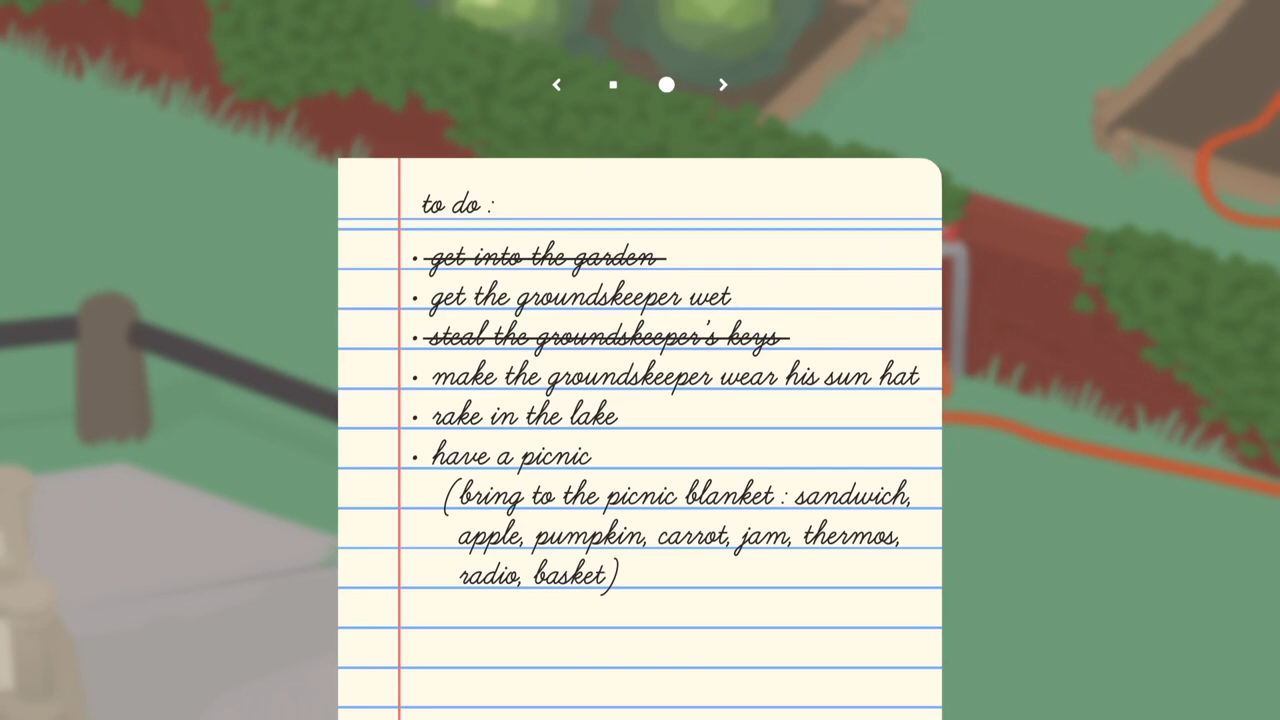 to do :
• get into the garden
• get the groundskeeper wet
• steal the groundskeeper's keys
• make the groundskeeper wear his sun hat
• rake in the lake
• have a picnic
(bring to the picnic blanket : sandwich,
apple, pumpkin, carrot, jam, thermos,
radio, basket)